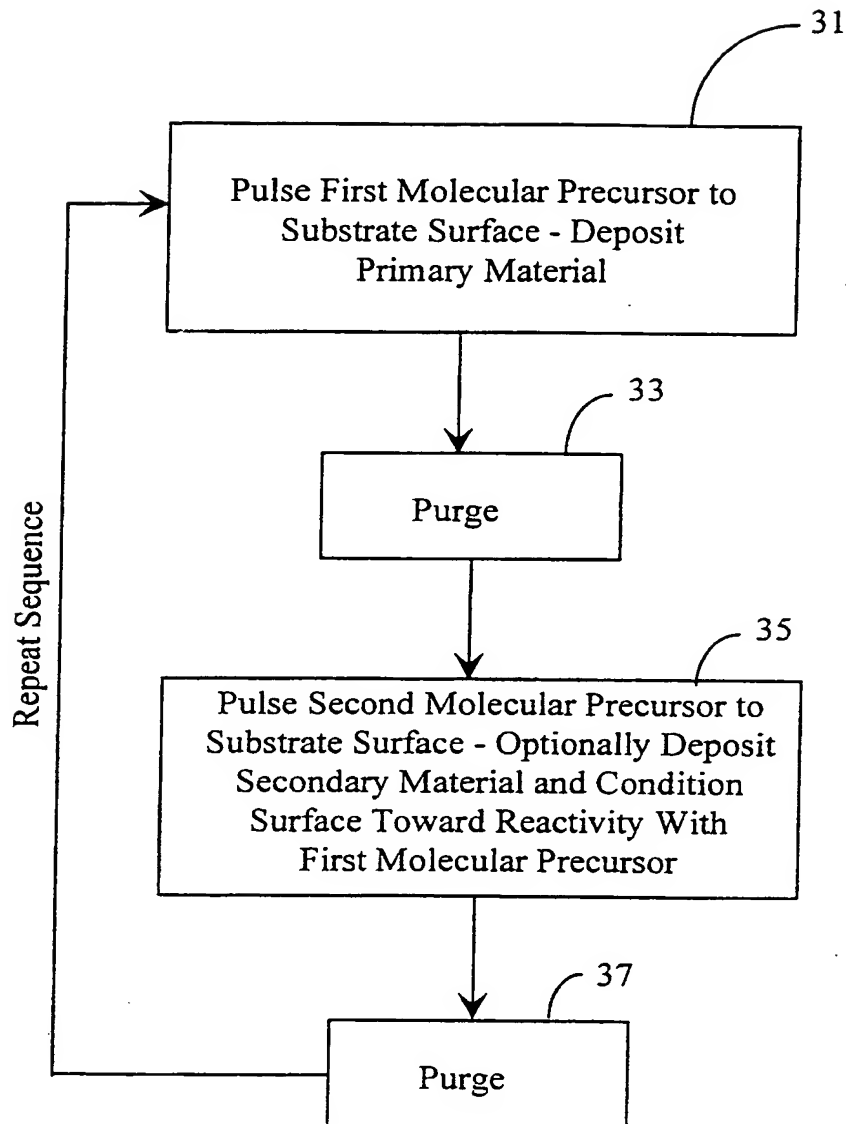 31
Pulse First Molecular Precursor to
Substrate Surface - Deposit
Primary Material
33
Purge
Repeat Sequence
35
Pulse Second Molecular Precursor to
Substrate Surface - Optionally Deposit
Secondary Material and Condition
Surface Toward Reactivity With
First Molecular Precursor
37
Purge